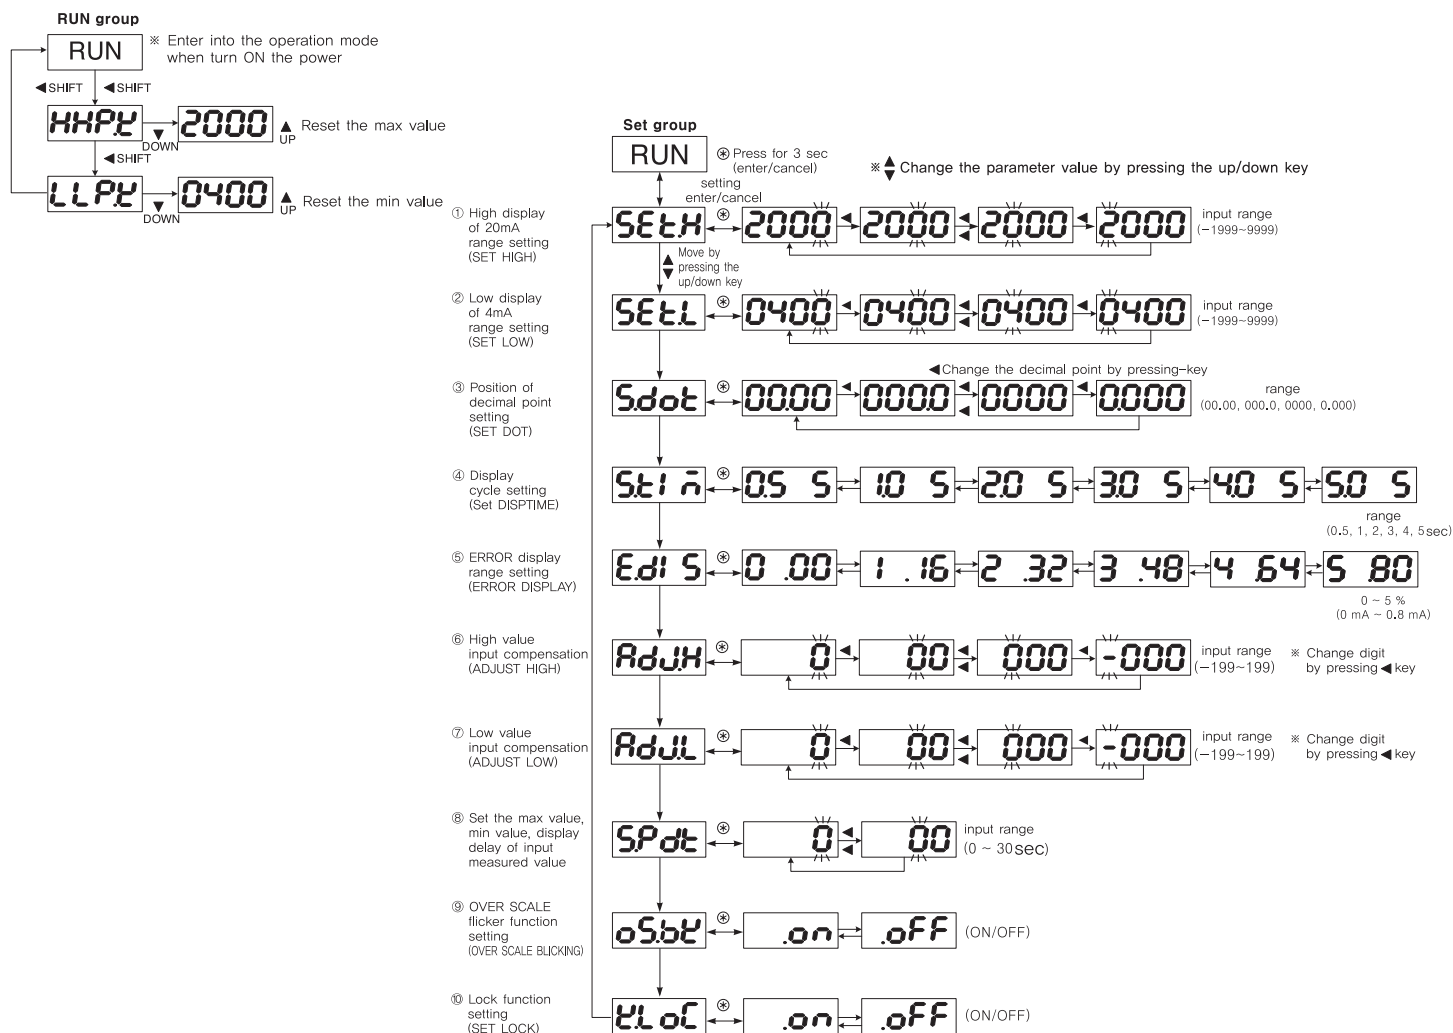 RUN group
RUN
※ Enter into the operation mode
when turn ON the power
◀SHIFT ◀SHIFT
HHP.Ł 2000 ▲ UP Reset the max value
▼ DOWN
◀SHIFT
LLP.Ł 0400 ▲ UP Reset the min value
▼ DOWN
Set group
RUN
⊛ Press for 3 sec
(enter/cancel)
※ ▲▼ Change the parameter value by pressing the up/down key
setting
enter/cancel
① High display
of 20mA
range setting
(SET HIGH)
SEt.H ⊛ 2000 ◀ 2000 ◀ 2000 ◀ 2000
input range
(−1999~9999)
▲▼ Move by
pressing the
up/down key
② Low display
of 4mA
range setting
(SET LOW)
SEt.L ⊛ 0400 ◀ 0400 ◀ 0400 ◀ 0400
input range
(−1999~9999)
◀Change the decimal point by pressing-key
③ Position of
decimal point
setting
(SET DOT)
S.dot ⊛ 00.00 ◀ 000.0 ◀ 0000 ◀ 0.000
range
(00.00, 000.0, 0000, 0.000)
④ Display
cycle setting
(Set DISPTIME)
S.tI m ⊛ 0.5 S 1.0 S 2.0 S 3.0 S 4.0 S 5.0 S
range
(0.5, 1, 2, 3, 4, 5sec)
⑤ ERROR display
range setting
(ERROR DISPLAY)
E.dI S ⊛ 0 .00 1 .16 2 .32 3 .48 4 .64 5 .80
0 ~ 5 %
(0 mA ~ 0.8 mA)
⑥ High value
input compensation
(ADJUST HIGH)
AdJ.H ⊛ 0 ◀ 00 ◀ 000 ◀ -000
input range
(−199~199)
※ Change digit
by pressing ◀ key
⑦ Low value
input compensation
(ADJUST LOW)
AdJ.L ⊛ 0 ◀ 00 ◀ 000 ◀ -000
input range
(−199~199)
※ Change digit
by pressing ◀ key
⑧ Set the max value,
min value, display
delay of input
measured value
S.P dt ⊛ 0 ◀ 00
input range
(0 ~ 30sec)
⑨ OVER SCALE
flicker function
setting
(OVER SCALE BLICKING)
oS.bK ⊛ .on .oFF (ON/OFF)
⑩ Lock function
setting
(SET LOCK)
K.LoC ⊛ .on .oFF (ON/OFF)